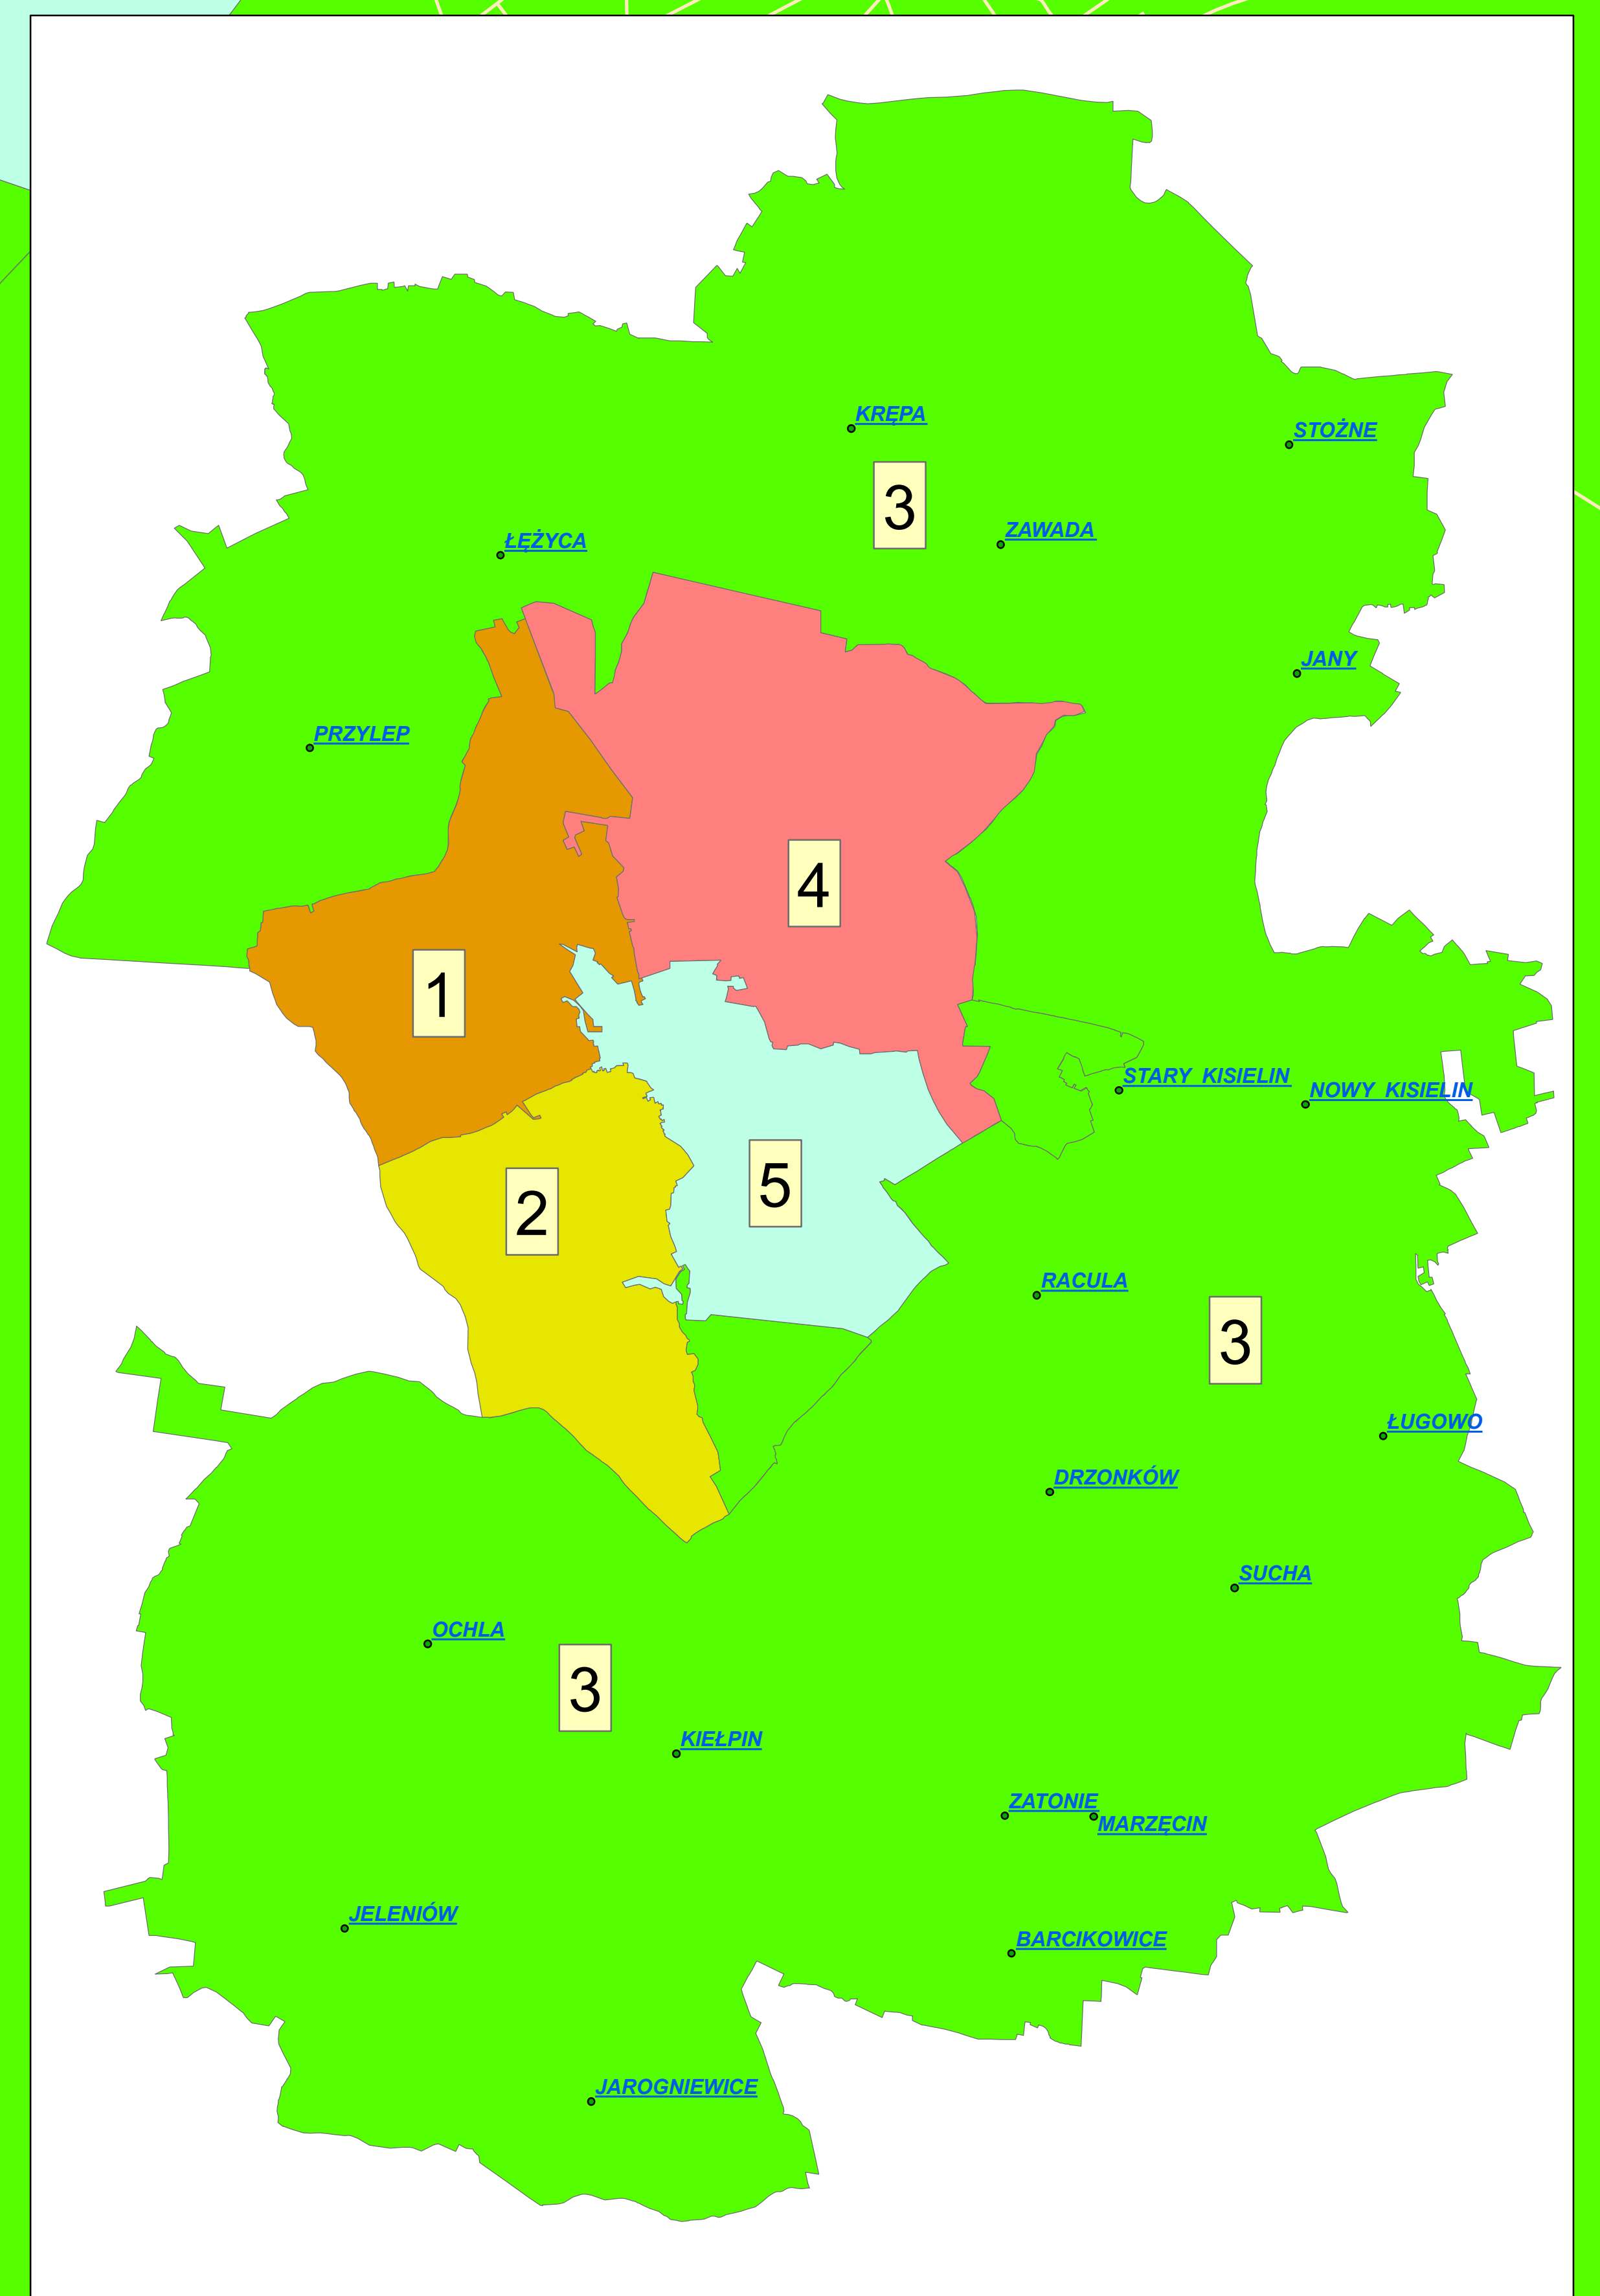 KRĘPA
STOŻNE
3
ZAWADA
ŁĘŻYCA
JANY
PRZYLEP
4
1
STARY KISIELIN
NOWY KISIELIN
5
2
RACULA
3
ŁUGOWO
DRZONKÓW
SUCHA
OCHLA
3
KIEŁPIN
ZATONIE
MARZĘCIN
JELENIÓW
BARCIKOWICE
JAROGNIEWICE